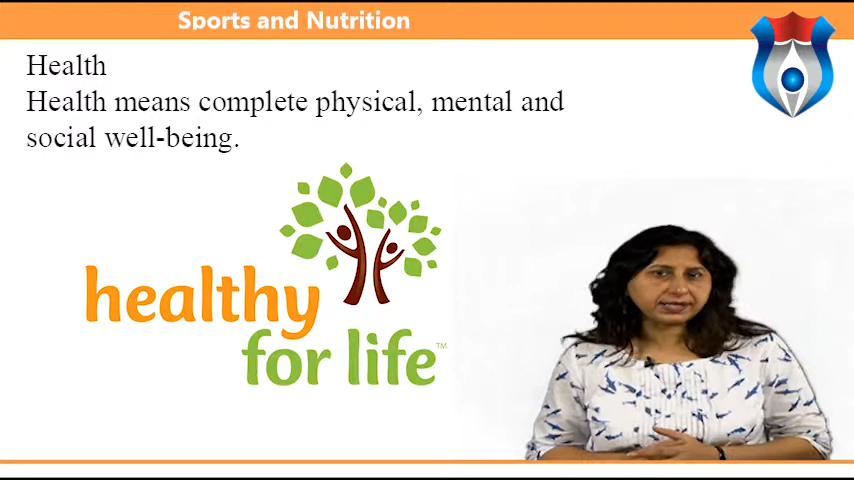 Sports and Nutrition
Health
Health means complete physical, mental and
social well-being.
healthy
for life™